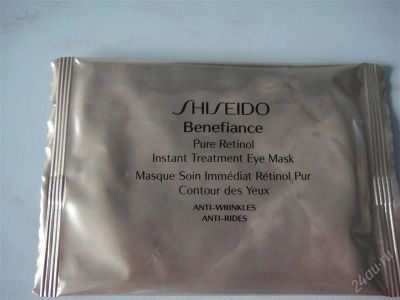 SHISEIDO
Benefiance
Pure Retinol
Instant Treatment Eye Mask
Masque Soin Immédiat Rétinol Pur
Contour des Yeux
ANTI-WRINKLES
ANTI-RIDES
24au.ru